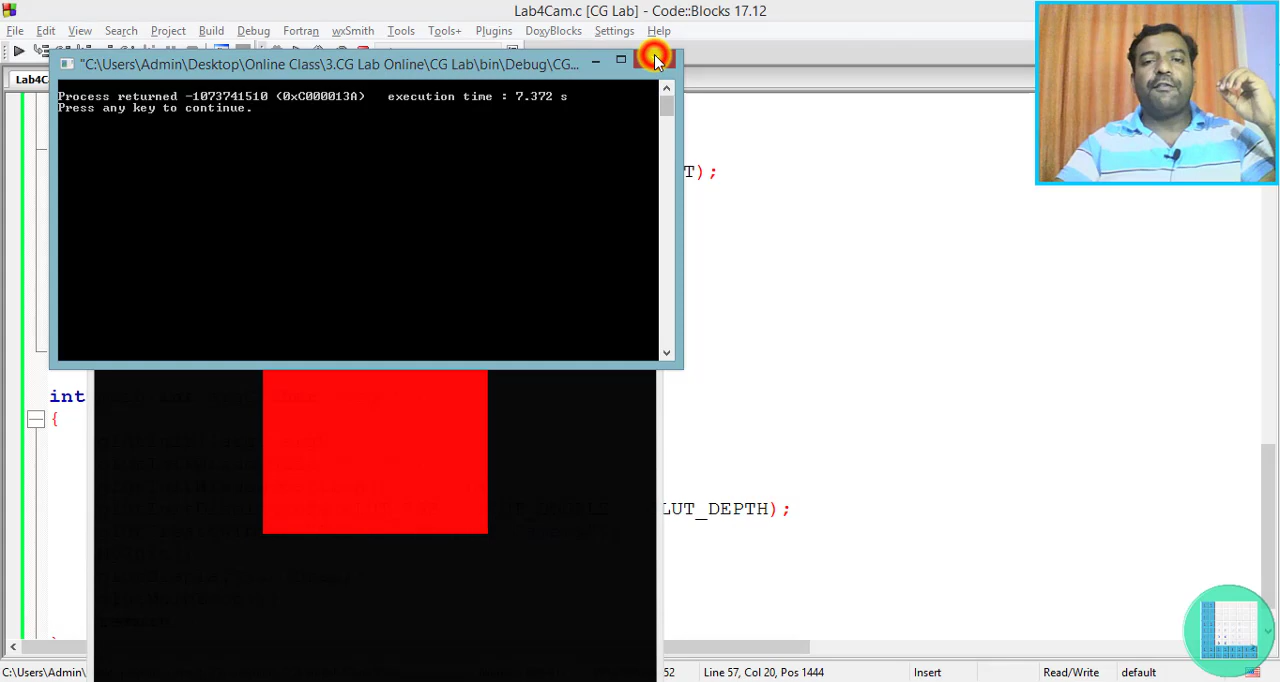 Lab4Cam.c [CG Lab] - Code::Blocks 17.12
File Edit View Search Project Build Debug Fortran wxSmith Tools Tools+ Plugins DoxyBlocks Settings Help
Lab4C
"C:\Users\Admin\Desktop\Online Class\3.CG Lab Online\CG Lab\bin\Debug\CG...
Process returned -1073741510 (0xC000013A) execution time : 7.372 s
Press any key to continue.
T);
int
{
LUT_DEPTH);
C:\Users\Admin\ 62 Line 57, Col 20, Pos 1444 Insert Read/Write default